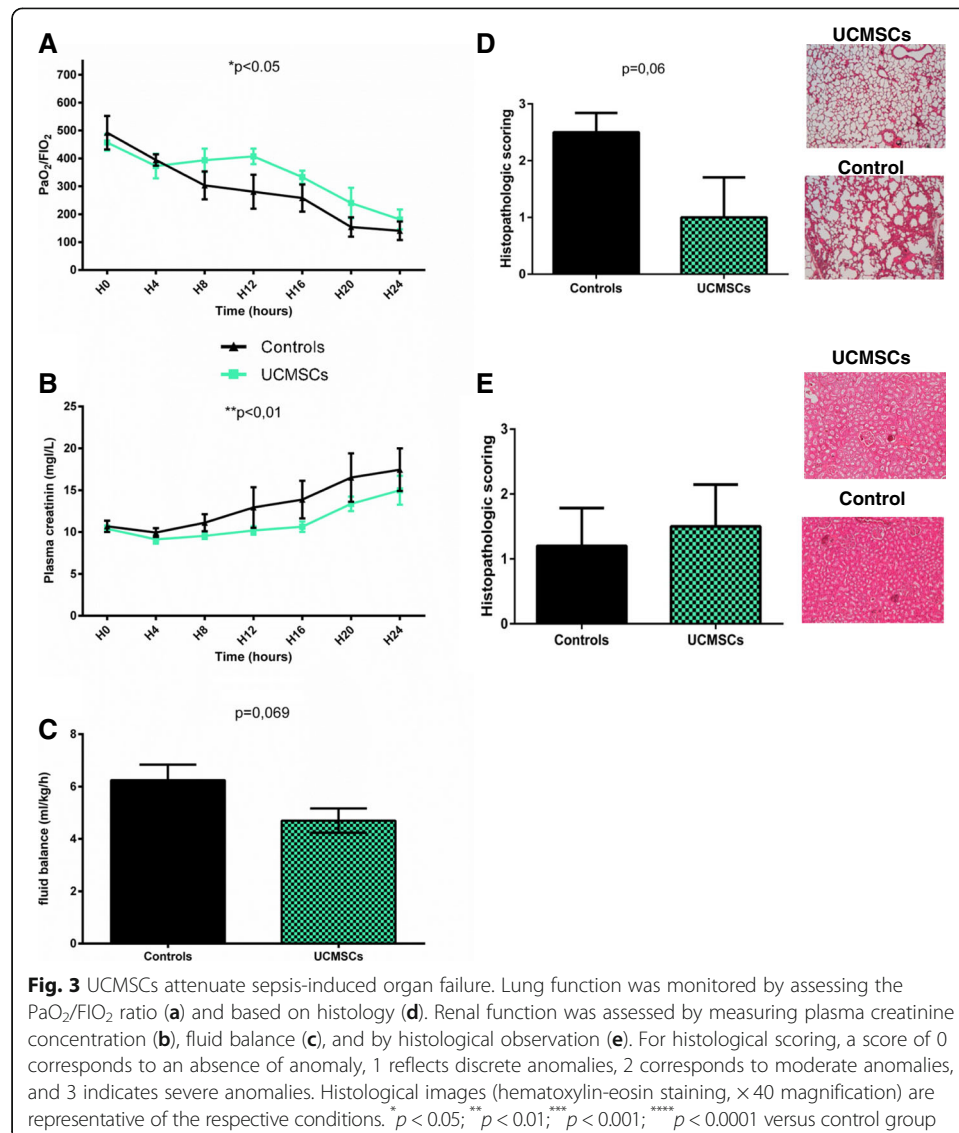 A
*p<0.05
PaO2/FIO2
700
600
500
400
300
200
100
0
H0
H4
H8
H12
H16
H20
H24
Time (hours)
Controls
UCMSCs
B
**p<0,01
Plasma creatinin (mgl/L)
25
20
15
10
5
0
H0
H4
H8
H12
H16
H20
H24
Time (hours)
C
p=0,069
fluid balance (ml/kg/h)
8
6
4
2
0
Controls
UCMSCs
D
p=0,06
Histopathologic scoring
3
2
1
0
Controls
UCMSCs
UCMSCs
Control
E
Histopathologic scoring
3
2
1
0
Controls
UCMSCs
UCMSCs
Control
Fig. 3 UCMSCs attenuate sepsis-induced organ failure. Lung function was monitored by assessing the
PaO2/FIO2 ratio (a) and based on histology (d). Renal function was assessed by measuring plasma creatinine
concentration (b), fluid balance (c), and by histological observation (e). For histological scoring, a score of 0
corresponds to an absence of anomaly, 1 reflects discrete anomalies, 2 corresponds to moderate anomalies,
and 3 indicates severe anomalies. Histological images (hematoxylin-eosin staining, × 40 magnification) are
representative of the respective conditions. *p < 0.05; **p < 0.01;***p < 0.001; ****p < 0.0001 versus control group